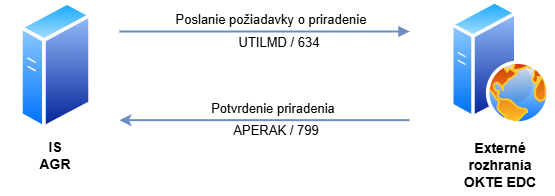 Poslanie požiadavky o priradenie
UTILMD / 634
Potvrdenie priradenia
APERAK / 799
IS
AGR
Externé
rozhrania
OKTE EDC